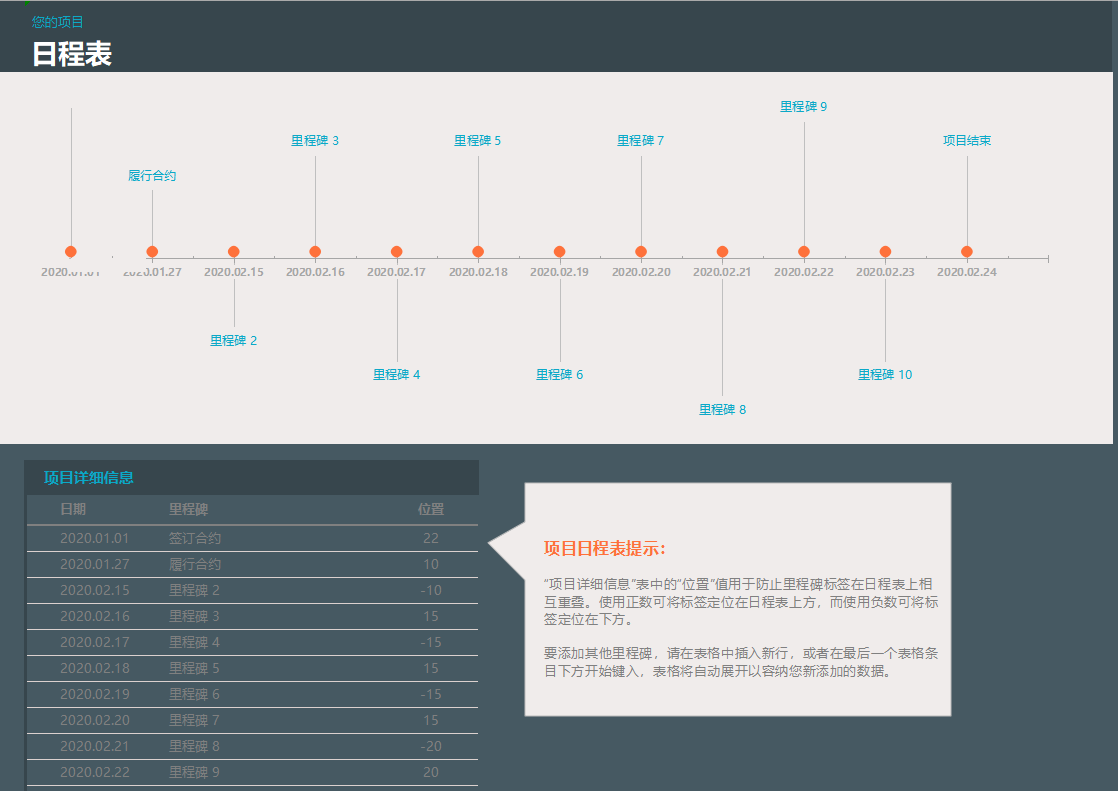 您的项目
日程表
里程碑 9
里程碑 3
里程碑 5
里程碑 7
项目结束
履行合约
2020.01.01
2020.01.27
2020.02.15
2020.02.16
2020.02.17
2020.02.18
2020.02.19
2020.02.20
2020.02.21
2020.02.22
2020.02.23
2020.02.24
里程碑 2
里程碑 4
里程碑 6
里程碑 10
里程碑 8
项目详细信息
日期 里程碑 位置
2020.01.01 签订合约 22
2020.01.27 履行合约 10
2020.02.15 里程碑 2 -10
2020.02.16 里程碑 3 15
2020.02.17 里程碑 4 -15
2020.02.18 里程碑 5 15
2020.02.19 里程碑 6 -15
2020.02.20 里程碑 7 15
2020.02.21 里程碑 8 -20
2020.02.22 里程碑 9 20
项目日程表提示：
“项目详细信息”表中的“位置”值用于防止里程碑标签在日程表上相
互重叠。使用正数可将标签定位在日程表上方，而使用负数可将标
签定位在下方。
要添加其他里程碑，请在表格中插入新行，或者在最后一个表格条
目下方开始键入，表格将自动展开以容纳您新添加的数据。